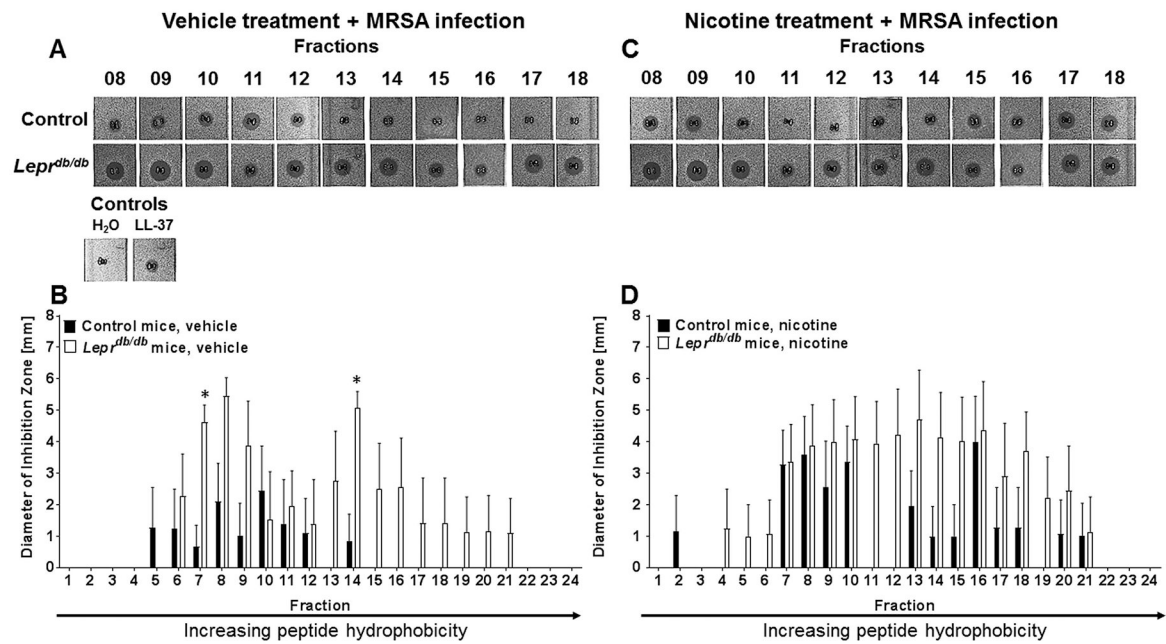 Vehicle treatment + MRSA infection
A
Fractions
08 09 10 11 12 13 14 15 16 17 18
Control
Lepr db/db
Controls
H2O LL-37
B
Diameter of Inhibition Zone [mm]
8
7
6
5
4
3
2
1
0
Control mice, vehicle
Lepr db/db mice, vehicle
*
*
1 2 3 4 5 6 7 8 9 10 11 12 13 14 15 16 17 18 19 20 21 22 23 24
Fraction
Increasing peptide hydrophobicity
Nicotine treatment + MRSA infection
C
Fractions
08 09 10 11 12 13 14 15 16 17 18
D
Diameter of Inhibition Zone [mm]
8
7
6
5
4
3
2
1
0
Control mice, nicotine
Lepr db/db mice, nicotine
1 2 3 4 5 6 7 8 9 10 11 12 13 14 15 16 17 18 19 20 21 22 23 24
Fraction
Increasing peptide hydrophobicity